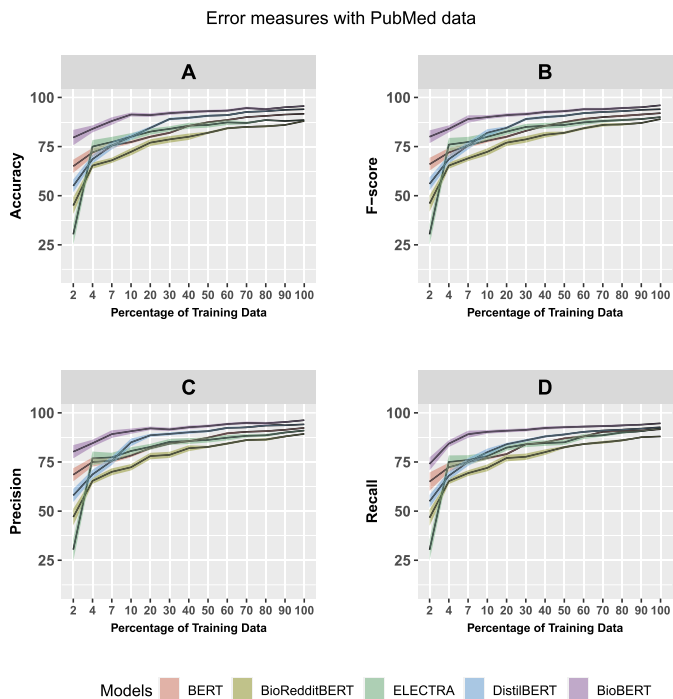 Error measures with PubMed data
A
B
Accuracy
100
75
50
25
2 4 7 10 20 30 40 50 60 70 80 90 100
Percentage of Training Data
F−score
100
75
50
25
2 4 7 10 20 30 40 50 60 70 80 90 100
Percentage of Training Data
C
D
Precision
100
75
50
25
2 4 7 10 20 30 40 50 60 70 80 90 100
Percentage of Training Data
Recall
100
75
50
25
2 4 7 10 20 30 40 50 60 70 80 90 100
Percentage of Training Data
Models BERT BioRedditBERT ELECTRA DistilBERT BioBERT